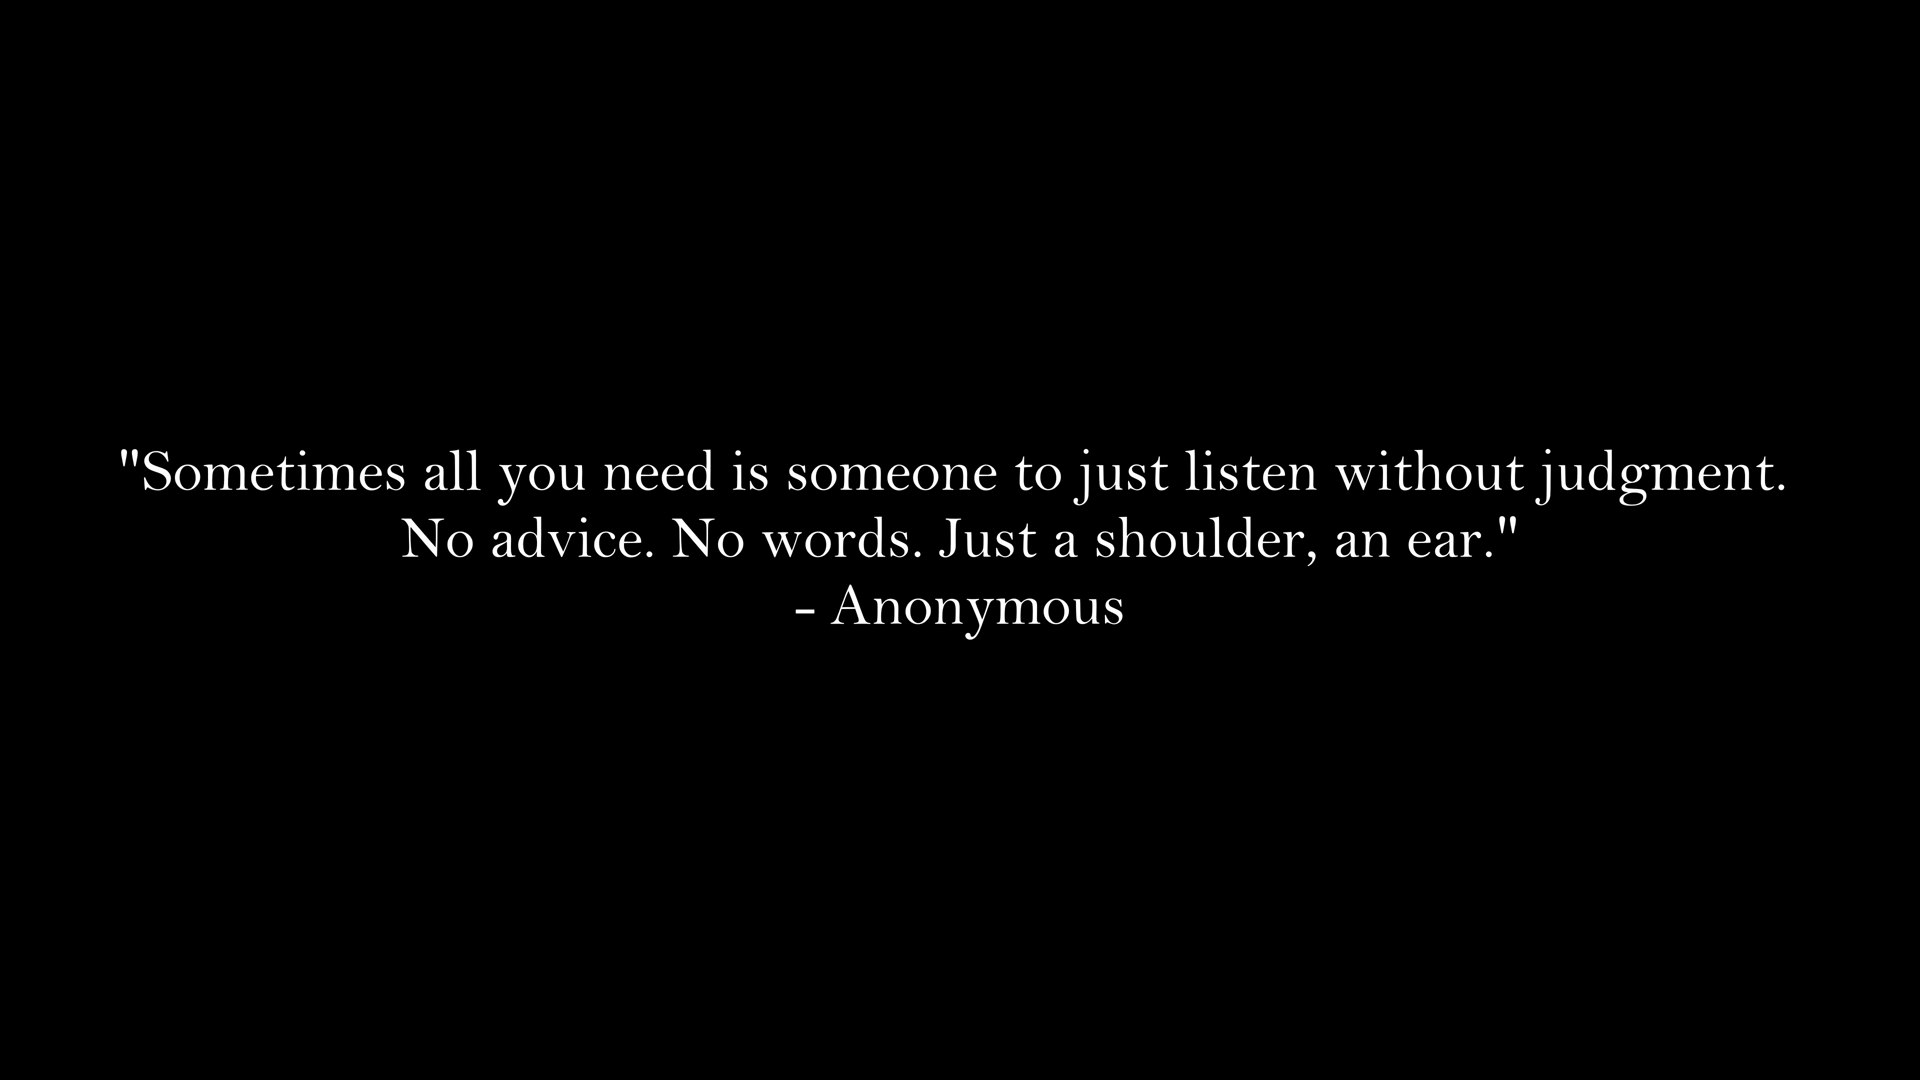 "Sometimes all you need is someone to just listen without judgment.
No advice. No words. Just a shoulder, an ear."
- Anonymous